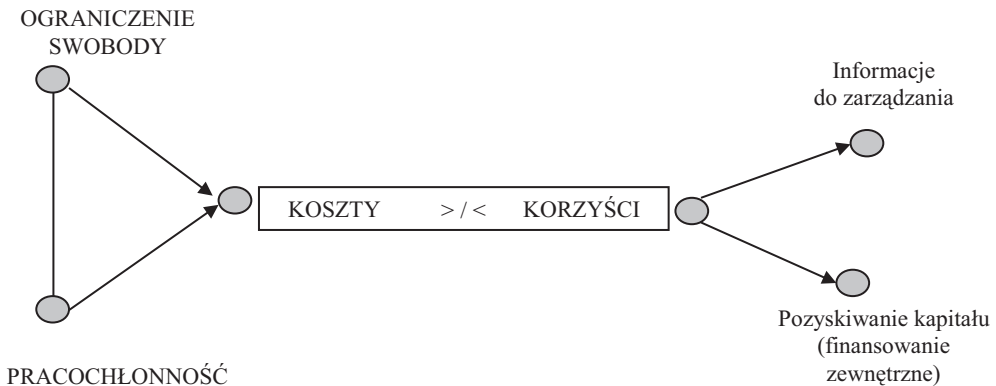 OGRANICZENIE
SWOBODY
Informacje
do zarządzania
KOSZTY > / < KORZYŚCI
Pozyskiwanie kapitału
(finansowanie
zewnętrzne)
PRACOCHŁONNOŚĆ